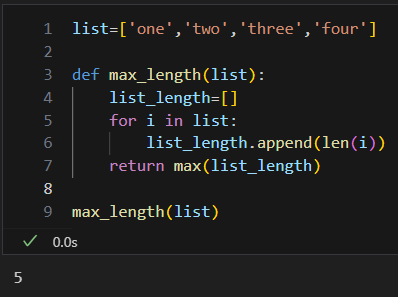 1 list=['one','two','three','four']
2
3 def max_length(list):
4     list_length=[]
5     for i in list:
6         list_length.append(len(i))
7     return max(list_length)
8
9 max_length(list)
0.0s
5